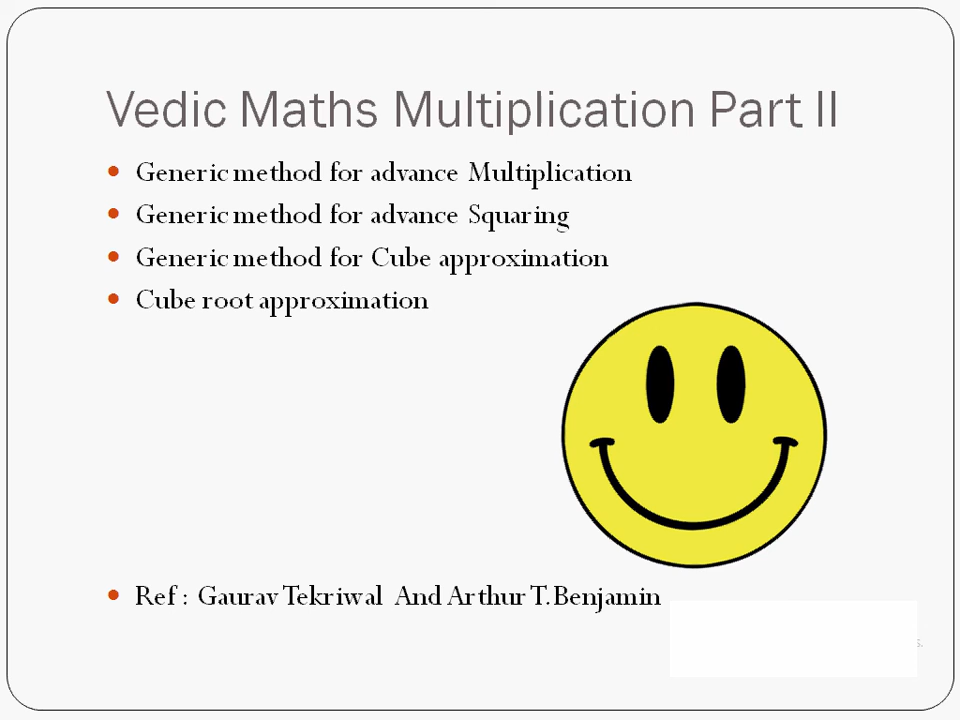 Vedic Maths Multiplication Part II
Generic method for advance Multiplication
Generic method for advance Squaring
Generic method for Cube approximation
Cube root approximation
Ref : Gaurav Tekriwal And Arthur T. Benjamin